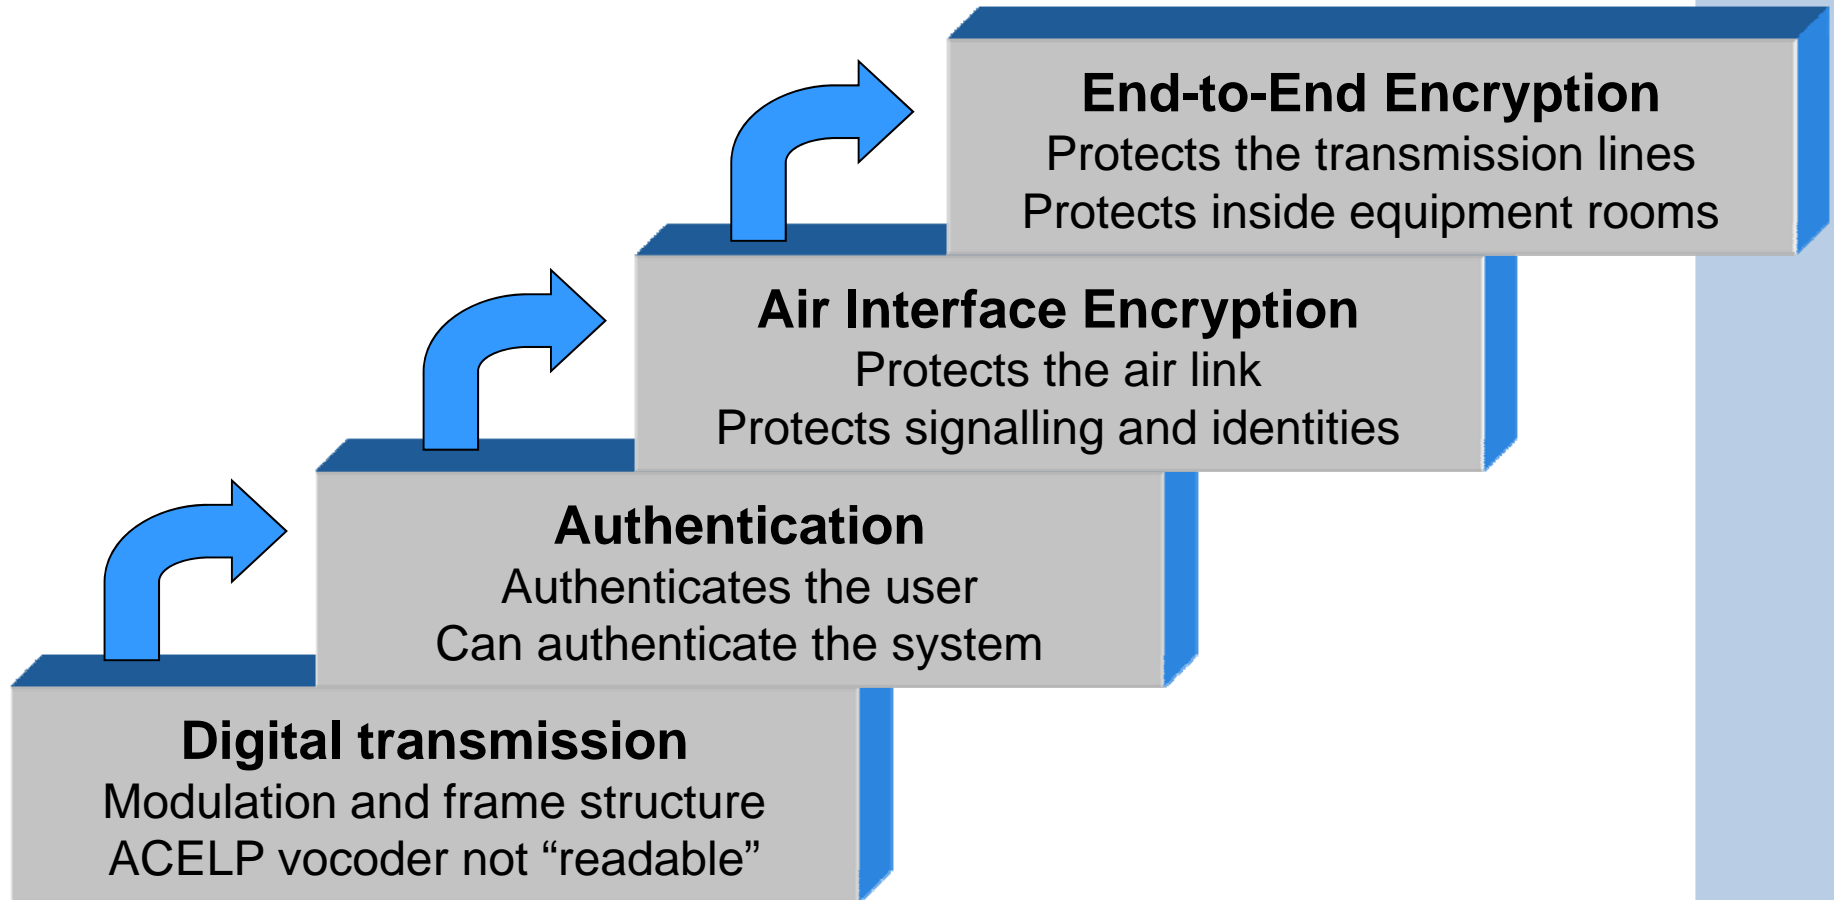 End-to-End Encryption
Protects the transmission lines
Protects inside equipment rooms
Air Interface Encryption
Protects the air link
Protects signalling and identities
Authentication
Authenticates the user
Can authenticate the system
Digital transmission
Modulation and frame structure
ACELP vocoder not “readable”